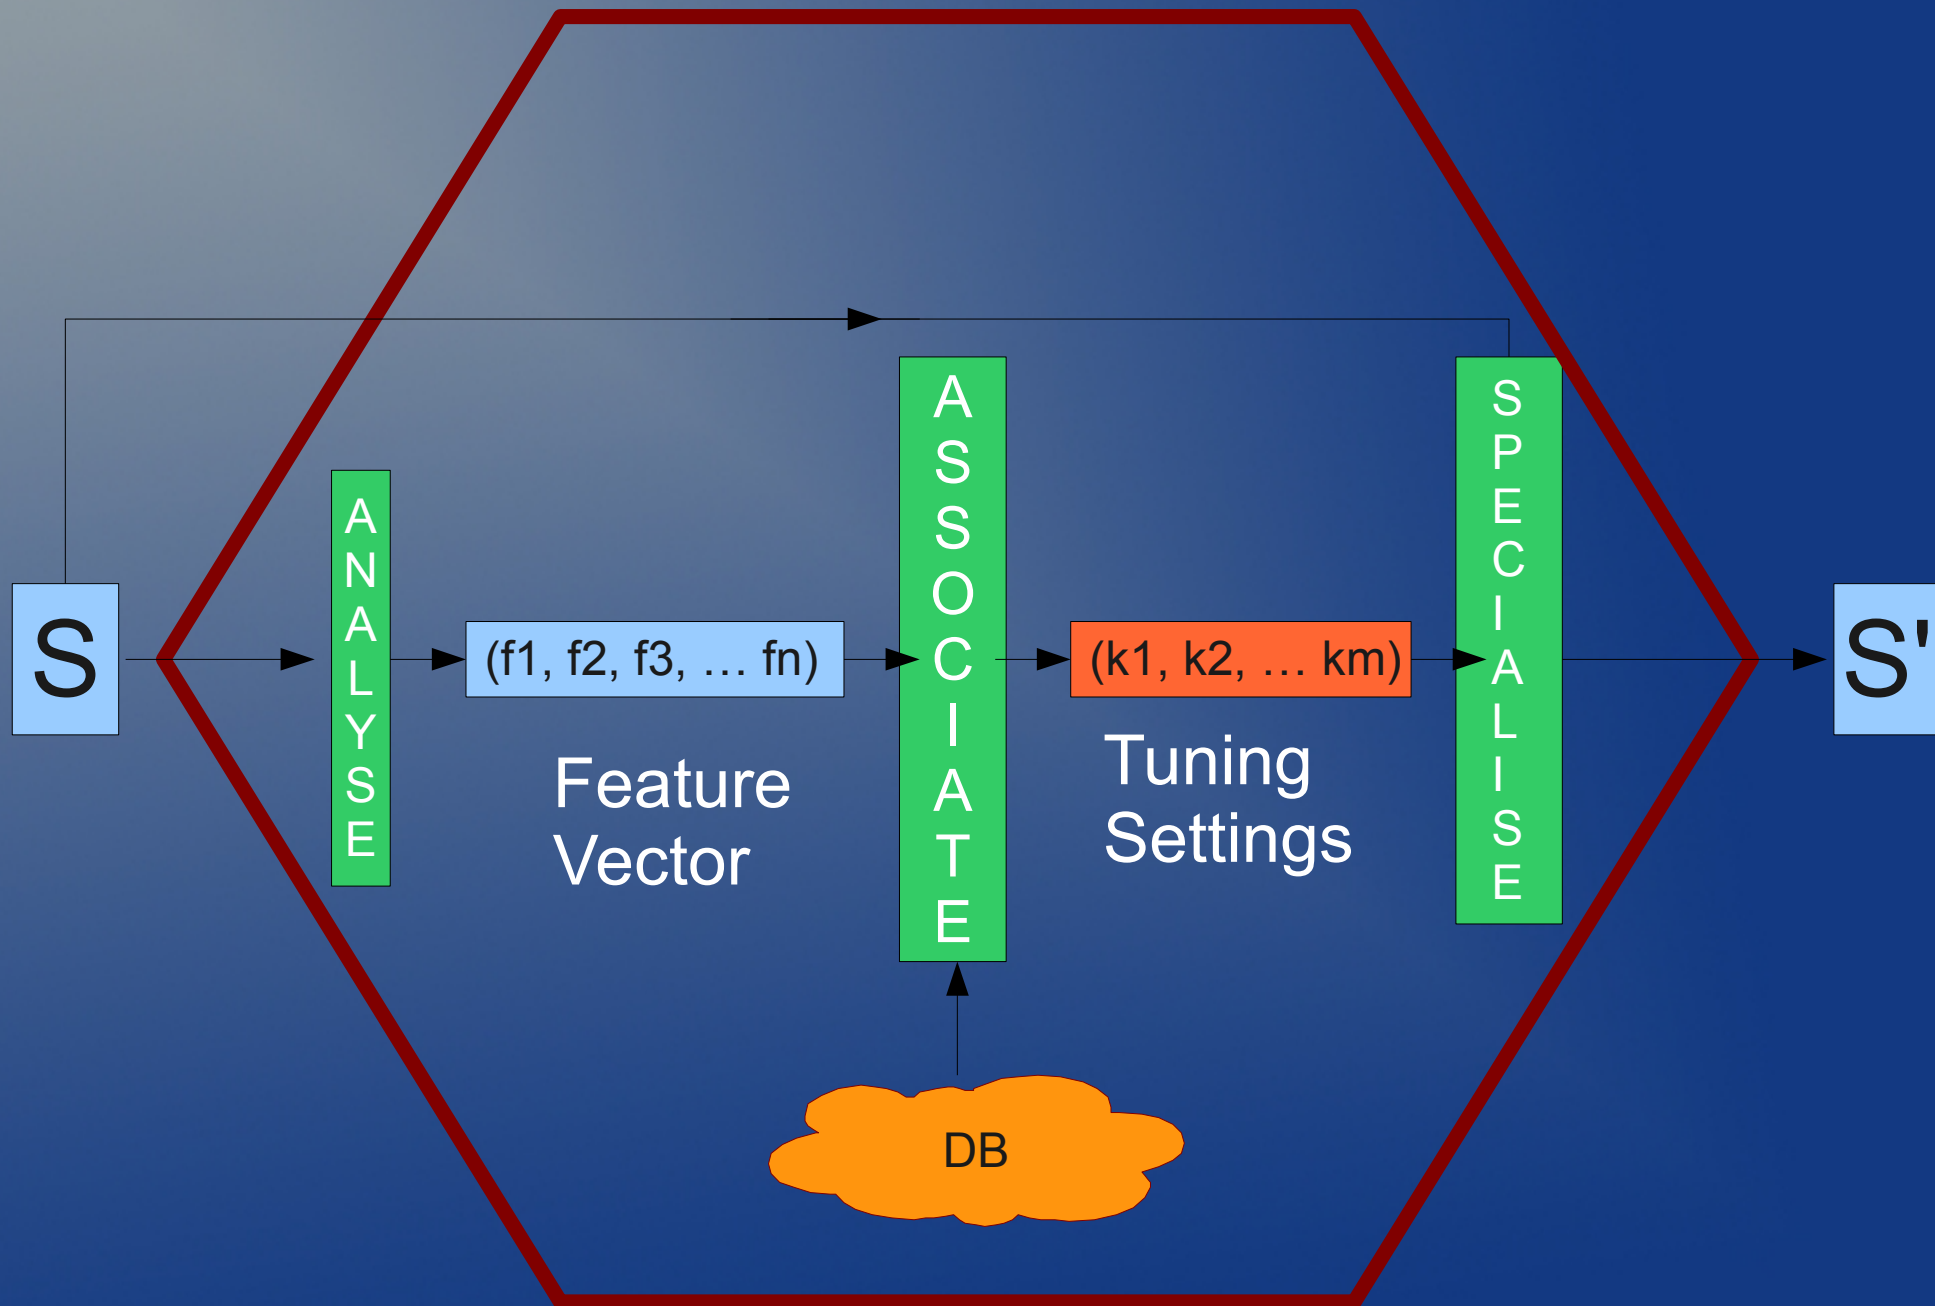 S
ANALYSE
(f1, f2, f3, … fn)
Feature
Vector
ASSOCIATE
(k1, k2, … km)
Tuning
Settings
SPECIALISE
S'
DB